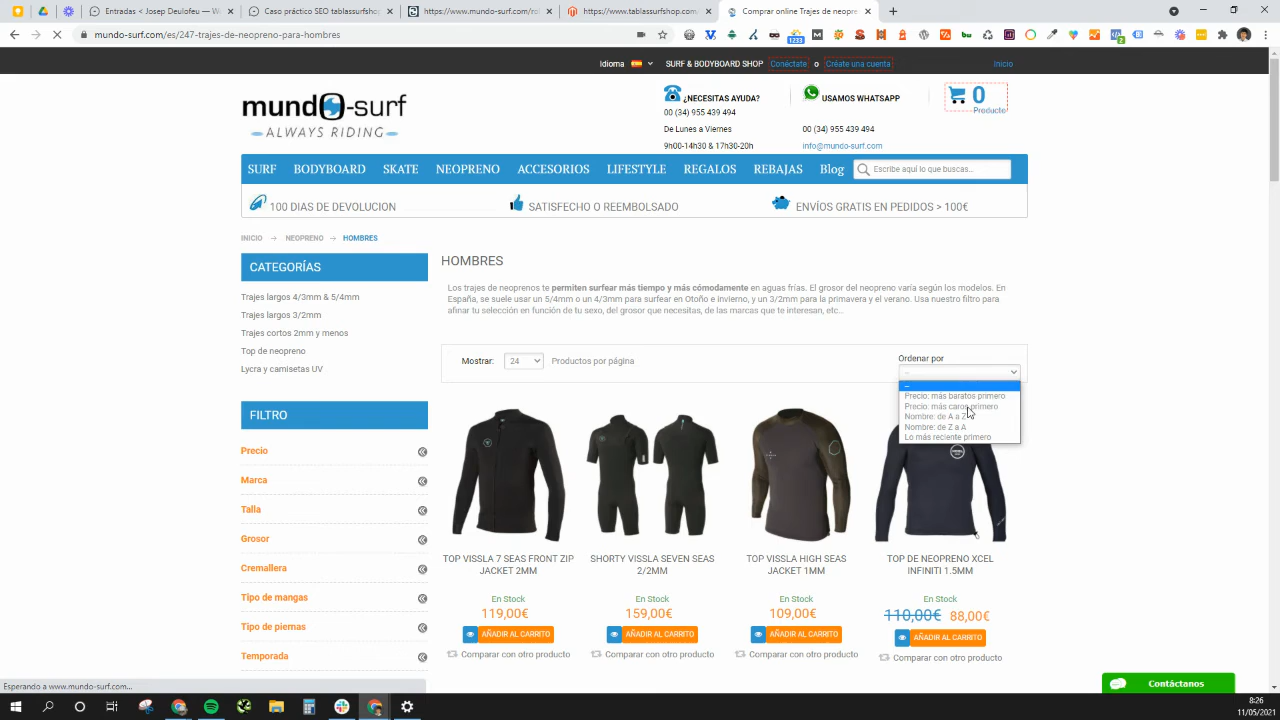 Entradas < Josep Deulofeu — Wo
Captación SEO tablassurfshop
https://www.mundo-surf.com/rob
https://www.mundo-surf.com/1_e
Comprar online Trajes de neopre
mundo-surf.com/es/247-trajes-de-neopreno-para-hombres
Idioma SURF & BODYBOARD SHOP Conéctate o Créate una cuenta Inicio
mundo-surf
ALWAYS RIDING
¿NECESITAS AYUDA?
00 (34) 955 439 494
De Lunes a Viernes
9h00-14h30 & 17h30-20h
USAMOS WHATSAPP
00 (34) 955 439 494
info@mundo-surf.com
0
Producto
SURF BODYBOARD SKATE NEOPRENO ACCESORIOS LIFESTYLE REGALOS REBAJAS Blog Escribe aquí lo que buscas...
100 DIAS DE DEVOLUCION SATISFECHO O REEMBOLSADO ENVÍOS GRATIS EN PEDIDOS > 100€
INICIO NEOPRENO HOMBRES
CATEGORÍAS
Trajes largos 4/3mm & 5/4mm
Trajes largos 3/2mm
Trajes cortos 2mm y menos
Top de neopreno
Lycra y camisetas UV
FILTRO
Precio
Marca
Talla
Grosor
Cremallera
Tipo de mangas
Tipo de piernas
Temporada
HOMBRES
Los trajes de neoprenos te permiten surfear más tiempo y más cómodamente en aguas frías. El grosor del neopreno varía según los modelos. En
España, se suele usar un 5/4mm o un 4/3mm para surfear en Otoño e invierno, y un 3/2mm para la primavera y el verano. Usa nuestro filtro para
afinar tu selección en función de tu sexo, del grosor que necesitas, de las marcas que te interesan, etc..
Mostrar: 24 Productos por página
Ordenar por
--
--
Precio: más baratos primero
Precio: más caros primero
Nombre: de A a Z
Nombre: de Z a A
Lo más reciente primero
TOP VISSLA 7 SEAS FRONT ZIP
JACKET 2MM
En Stock
119,00€
AÑADIR AL CARRITO
Comparar con otro producto
SHORTY VISSLA SEVEN SEAS
2/2MM
En Stock
159,00€
AÑADIR AL CARRITO
Comparar con otro producto
TOP VISSLA HIGH SEAS
JACKET 1MM
En Stock
109,00€
AÑADIR AL CARRITO
Comparar con otro producto
TOP DE NEOPRENO XCEL
INFINITI 1.5MM
En Stock
110,00€ 88,00€
AÑADIR AL CARRITO
Comparar con otro producto
Contáctanos
Esperando a www.mundo-surf.com...
8:26
11/05/2021